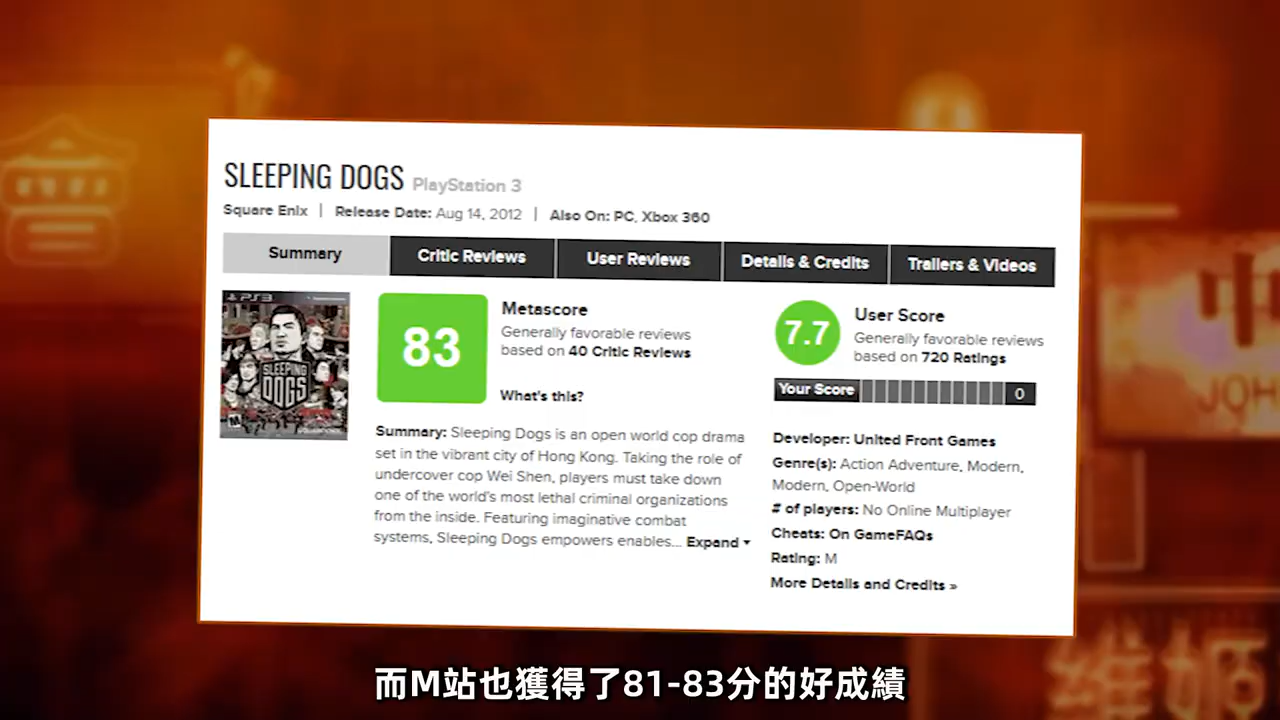 SLEEPING DOGS PlayStation 3
Square Enix | Release Date: Aug 14, 2012 | Also On: PC, Xbox 360
Summary Critic Reviews User Reviews Details & Credits Trailers & Videos
PS3
SLEEPING DOGS
M
83
Metascore
Generally favorable reviews
based on 40 Critic Reviews
What's this?
Summary: Sleeping Dogs is an open world cop drama
set in the vibrant city of Hong Kong. Taking the role of
undercover cop Wei Shen, players must take down
one of the world's most lethal criminal organizations
from the inside. Featuring imaginative combat
systems, Sleeping Dogs empowers enables... Expand
7.7
User Score
Generally favorable reviews
based on 720 Ratings
Your Score 0
Developer: United Front Games
Genre(s): Action Adventure, Modern,
Modern, Open-World
# of players: No Online Multiplayer
Cheats: On GameFAQs
Rating: M
More Details and Credits »
中
JOH
維姬
而M站也獲得了81-83分的好成績